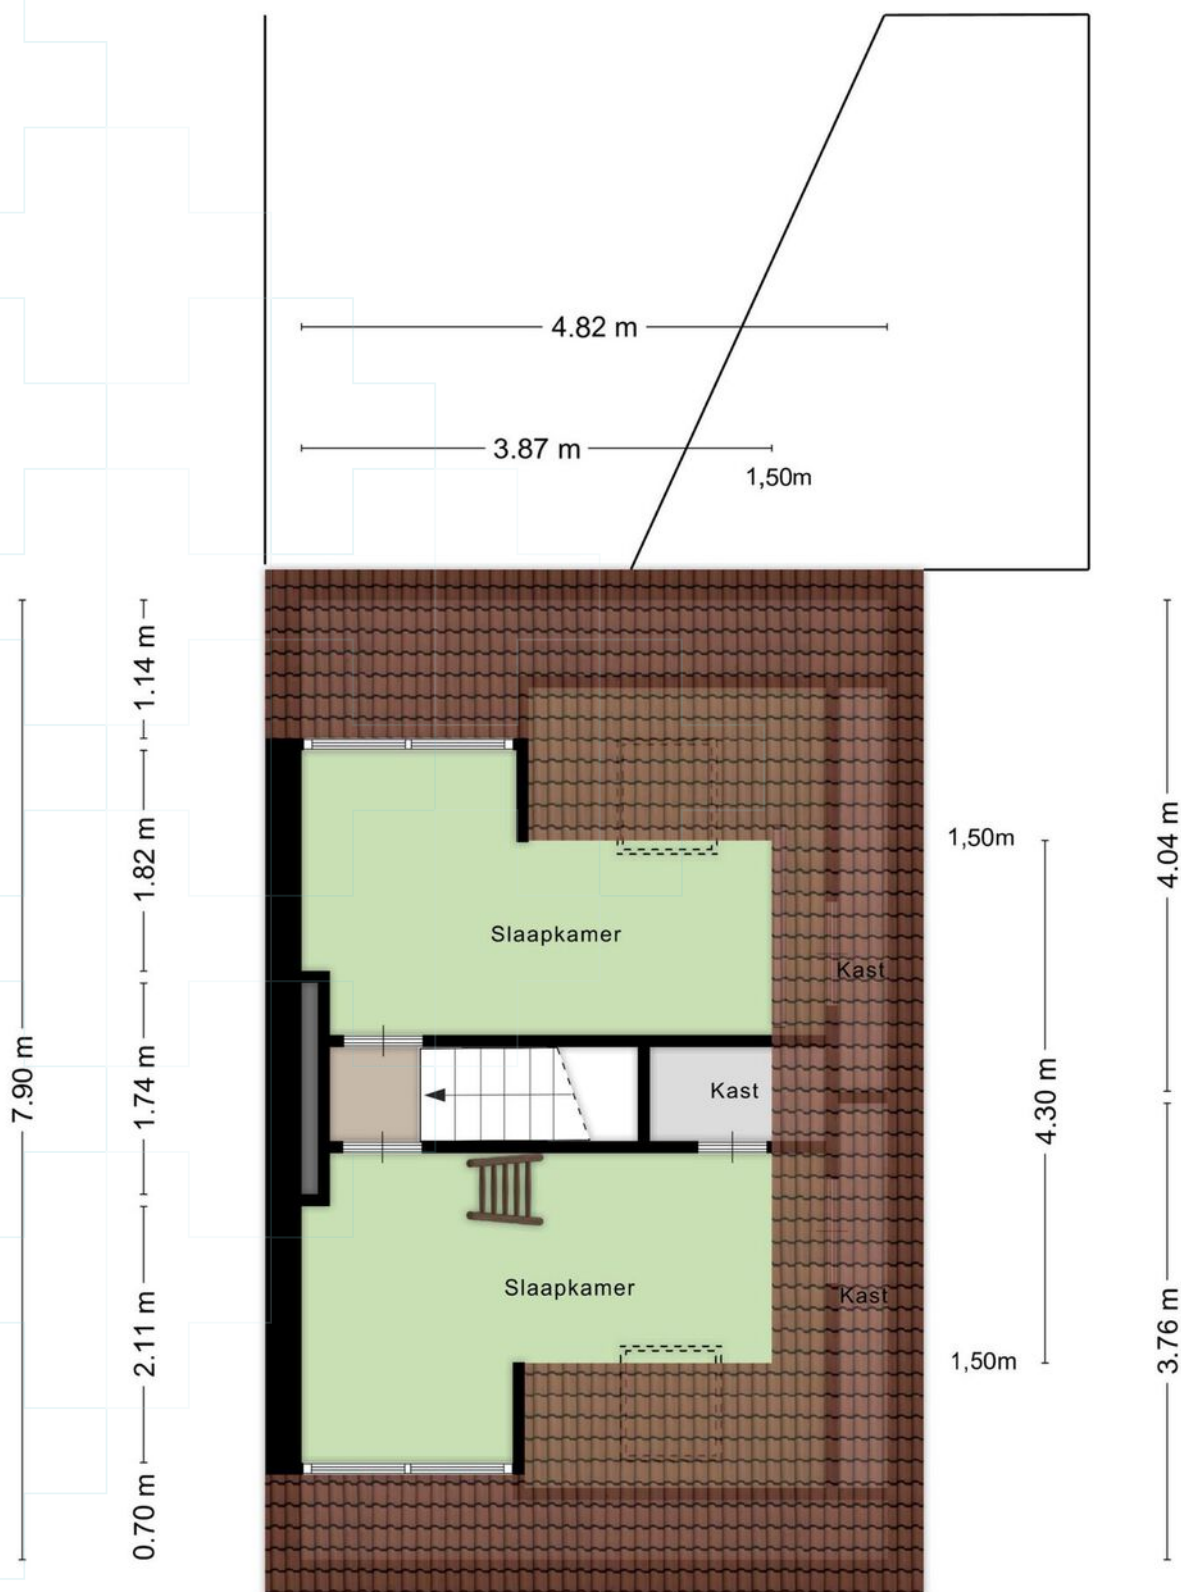 4.82 m
3.87 m
1,50m
1.14 m
1.82 m
1.74 m
2.11 m
0.70 m
7.90 m
1,50m
4.04 m
Slaapkamer
Kast
Kast
4.30 m
Slaapkamer
Kast
1,50m
3.76 m